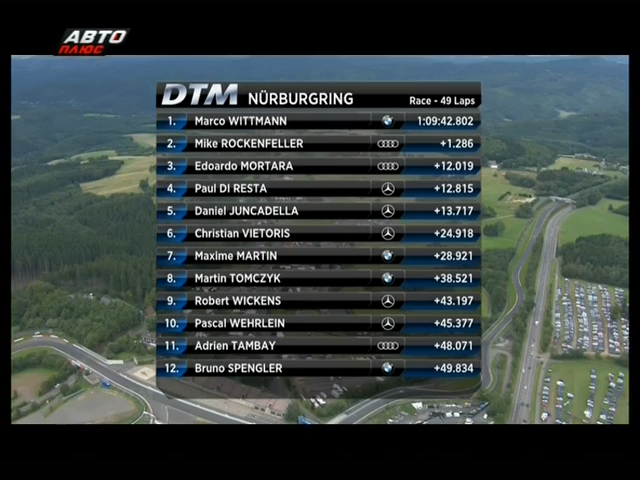 АВТО
ПЛЮС
DTM NÜRBURGRING Race - 49 Laps
1. Marco WITTMANN 1:09:42.802
2. Mike ROCKENFELLER +1.286
3. Edoardo MORTARA +12.019
4. Paul DI RESTA +12.815
5. Daniel JUNCADELLA +13.717
6. Christian VIETORIS +24.918
7. Maxime MARTIN +28.921
8. Martin TOMCZYK +38.521
9. Robert WICKENS +43.197
10. Pascal WEHRLEIN +45.377
11. Adrien TAMBAY +48.071
12. Bruno SPENGLER +49.834